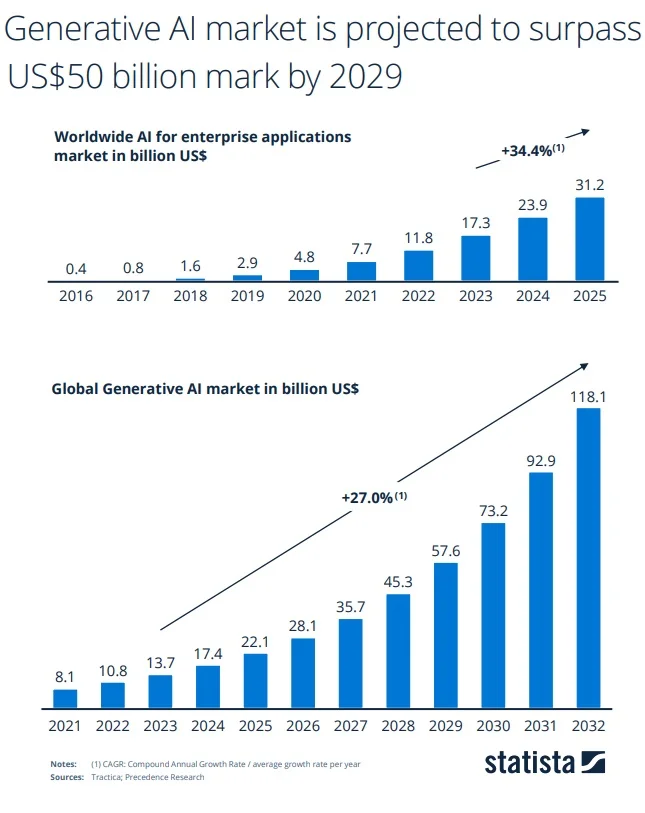 Generative AI market is projected to surpass
US$50 billion mark by 2029
Worldwide AI for enterprise applications
market in billion US$
+34.4%(1)
0.4 0.8 1.6 2.9 4.8 7.7 11.8 17.3 23.9 31.2
2016 2017 2018 2019 2020 2021 2022 2023 2024 2025
Global Generative AI market in billion US$
+27.0%(1)
8.1 10.8 13.7 17.4 22.1 28.1 35.7 45.3 57.6 73.2 92.9 118.1
2021 2022 2023 2024 2025 2026 2027 2028 2029 2030 2031 2032
Notes: (1) CAGR: Compound Annual Growth Rate / average growth rate per year
Sources: Tractica; Precedence Research
statista